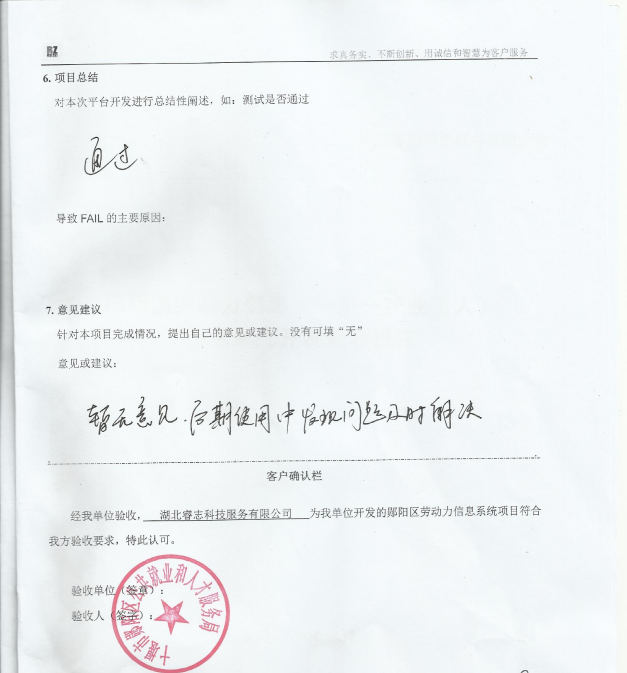 求真务实、不断创新、用诚信和智慧为客户服务
6. 项目总结
对本次平台开发进行总结性阐述，如：测试是否通过
通过
导致 FAIL 的主要原因：
7. 意见建议
针对本项目完成情况，提出自己的意见或建议。没有可填“无”
意见或建议：
暂无意见.后期使用中发现问题及时解决
客户确认栏
经我单位验收，湖北睿志科技服务有限公司为我单位开发的郧阳区劳动力信息系统项目符合
我方验收要求，特此认可。
验收单位（签章）：
验收人（签字）：
十堰市郧阳区公共就业和人才服务局